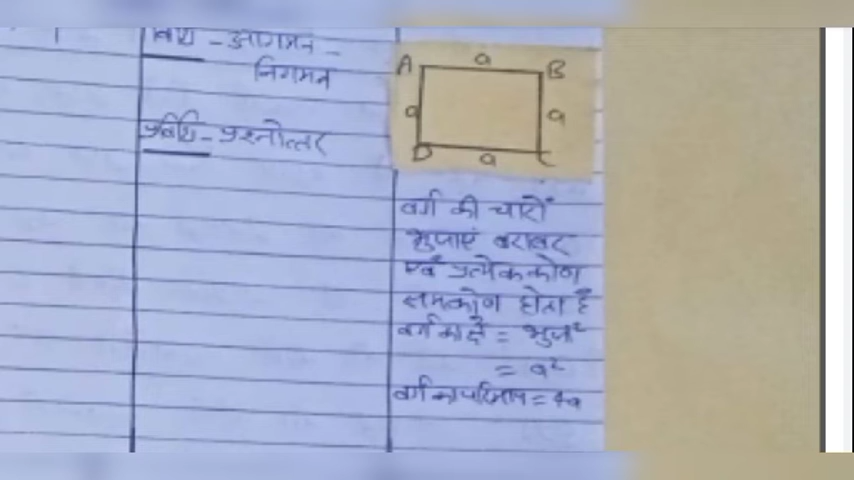 विधि - आगमन -
निगमन
प्रविधि - प्रश्नोत्तर
A a B
a a
D a C
वर्ग की चारों
भुजाएं बराबर
एवं प्रत्येक कोण
समकोण होता है
वर्ग का क्षे = भुजा²
= a²
वर्ग का परिमाप = 4a